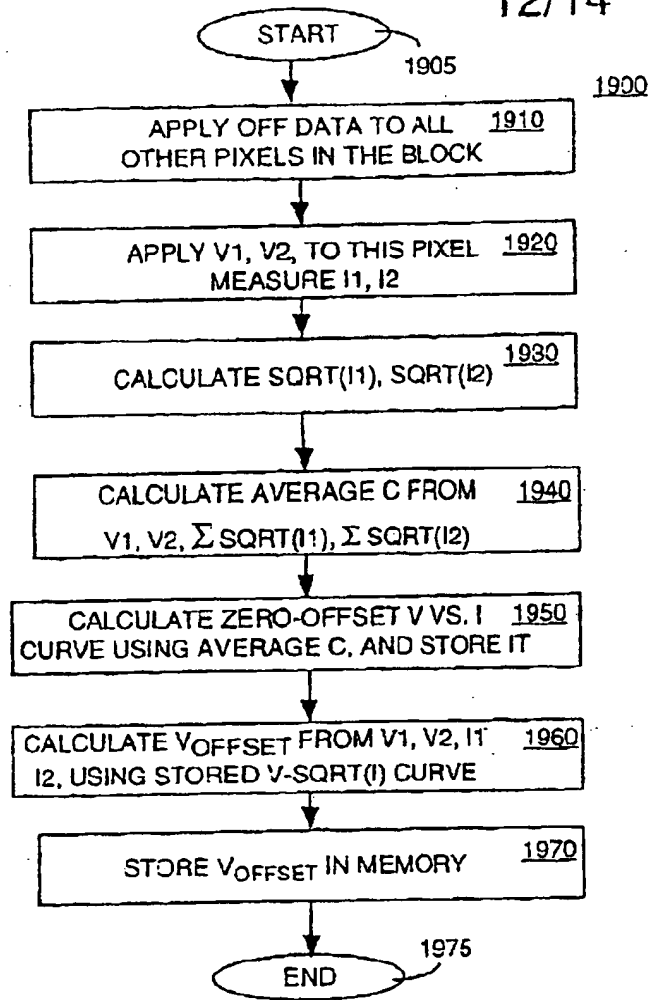 12/14
START
1905
1900
APPLY OFF DATA TO ALL 1910
OTHER PIXELS IN THE BLOCK
APPLY V1, V2, TO THIS PIXEL 1920
MEASURE I1, I2
1930
CALCULATE SQRT(I1), SQRT(I2)
CALCULATE AVERAGE C FROM 1940
V1, V2, Σ SQRT(I1), Σ SQRT(I2)
CALCULATE ZERO-OFFSET V VS. I 1950
CURVE USING AVERAGE C, AND STORE IT
CALCULATE VOFFSET FROM V1, V2, I1 1960
I2, USING STORED V-SQRT(I) CURVE
STORE VOFFSET IN MEMORY 1970
1975
END